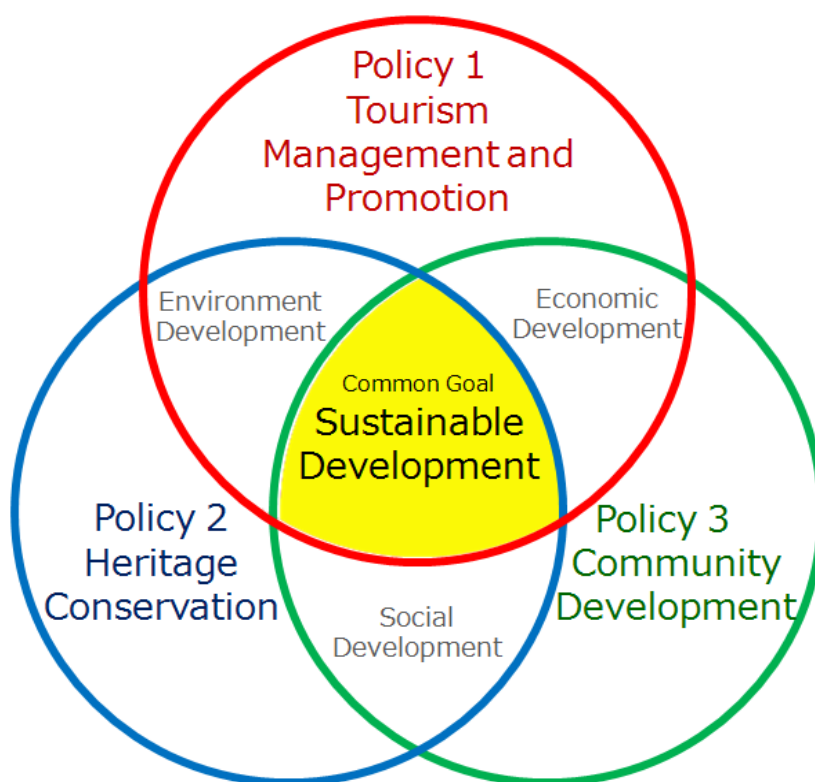 Policy 1
Tourism
Management and
Promotion
Environment
Development
Economic
Development
Common Goal
Sustainable
Development
Policy 2
Heritage
Conservation
Policy 3
Community
Development
Social
Development